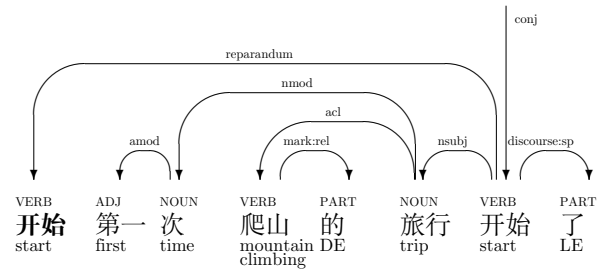 conj
reparandum
nmod
acl
amod mark:rel nsubj discourse:sp
VERB ADJ NOUN VERB PART NOUN VERB PART
开始 第一 次 爬山 的 旅行 开始 了
start first time mountain DE trip start LE
climbing